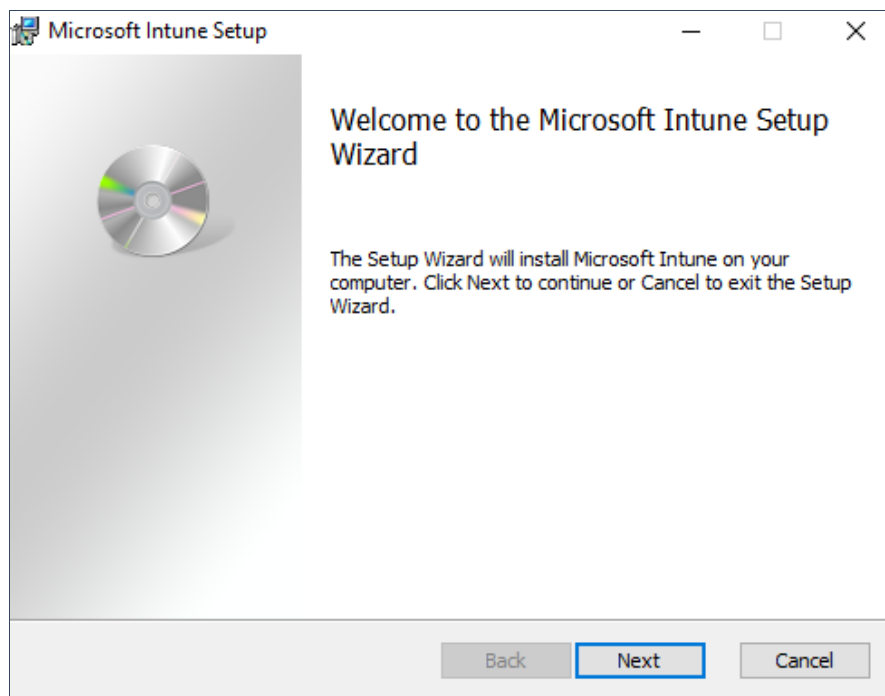 Microsoft Intune Setup
Welcome to the Microsoft Intune Setup
Wizard
The Setup Wizard will install Microsoft Intune on your
computer. Click Next to continue or Cancel to exit the Setup
Wizard.
Back Next Cancel